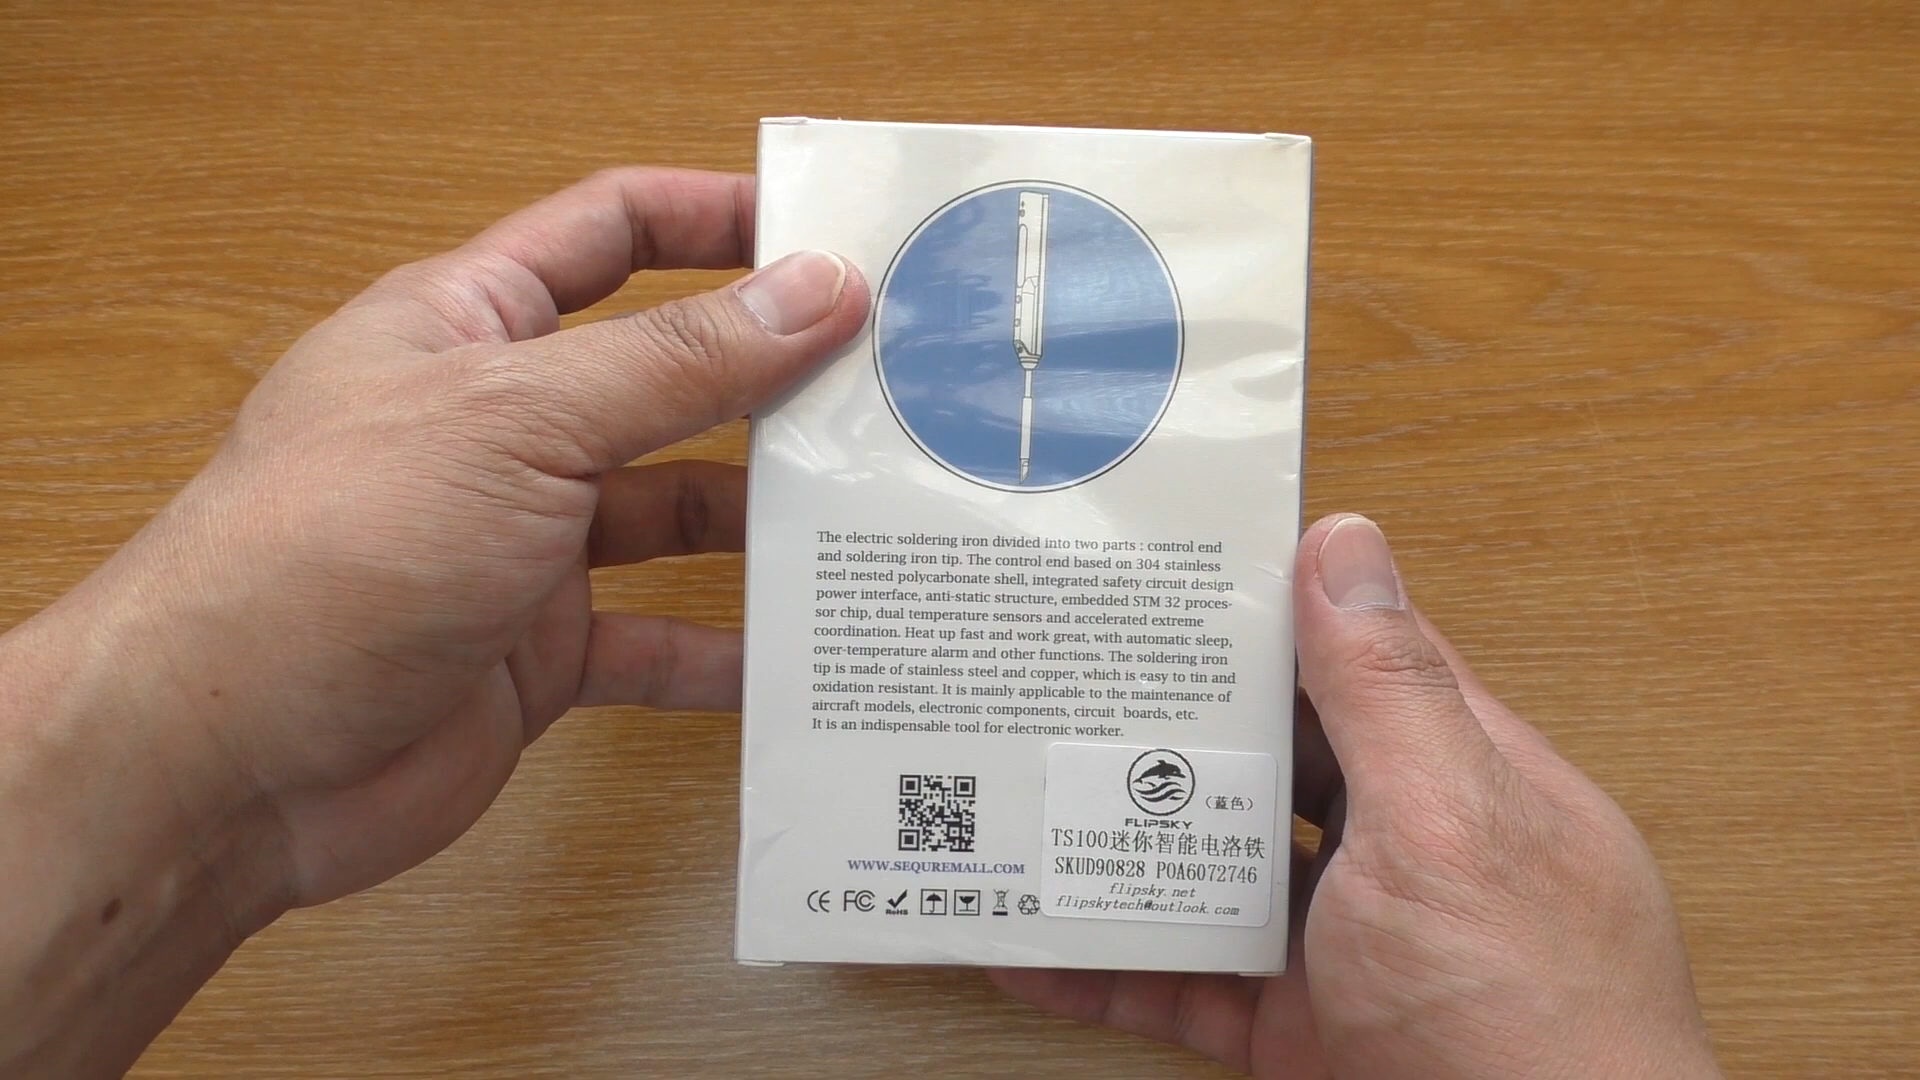 The electric soldering iron divided into two parts : control end
and soldering iron tip. The control end based on 304 stainless
steel nested polycarbonate shell, integrated safety circuit design
power interface, anti-static structure, embedded STM 32 proces-
sor chip, dual temperature sensors and accelerated extreme
coordination. Heat up fast and work great, with automatic sleep,
over-temperature alarm and other functions. The soldering iron
tip is made of stainless steel and copper, which is easy to tin and
oxidation resistant. It is mainly applicable to the maintenance of
aircraft models, electronic components, circuit boards, etc.
It is an indispensable tool for electronic worker.
WWW.SEQUREMALL.COM
CE FC RoHS
FLIPSKY
(蓝色)
TS100迷你智能电洛铁
SKUD90828 POA6072746
flipsky.net
flipskytech@outlook.com